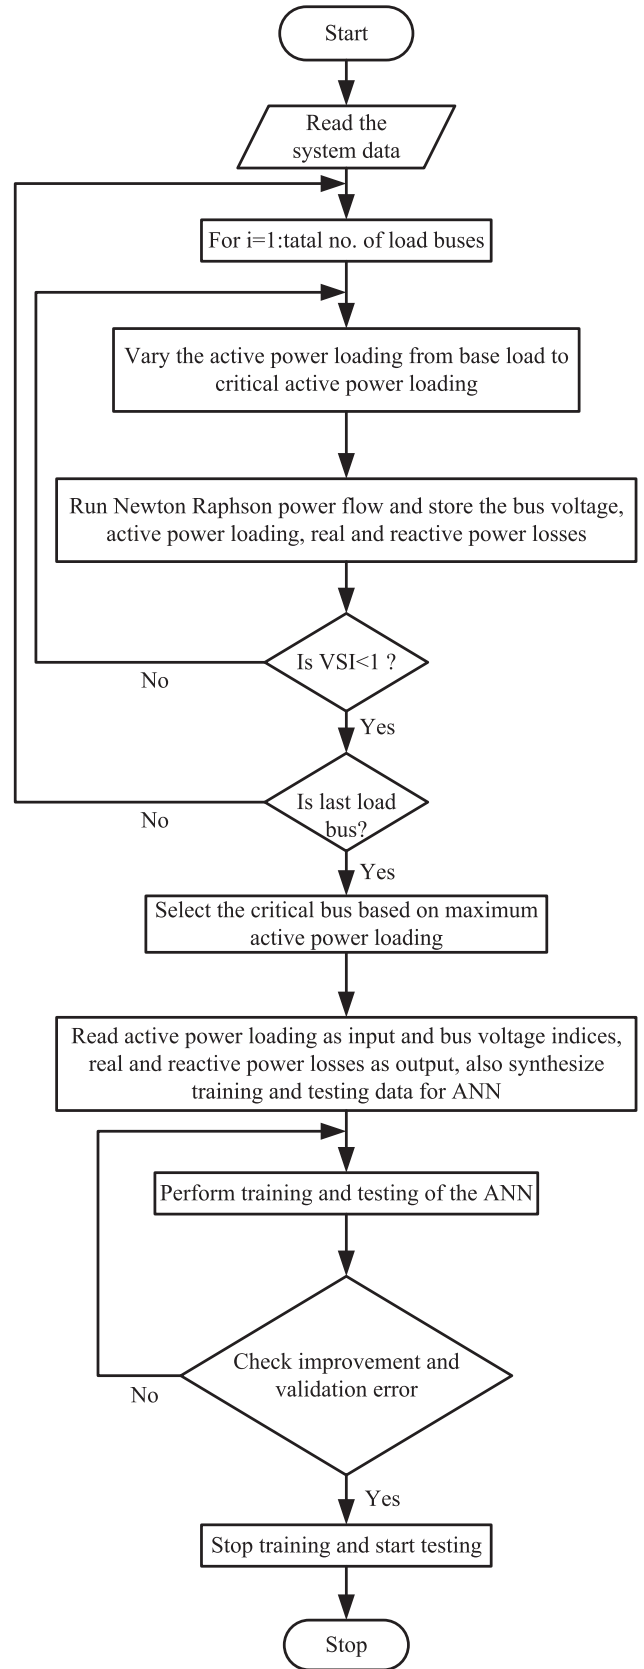 Start
Read the
system data
For i=1:tatal no. of load buses
Vary the active power loading from base load to
critical active power loading
Run Newton Raphson power flow and store the bus voltage,
active power loading, real and reactive power losses
Is VSI<1 ?
No
Yes
Is last load
bus?
No
Yes
Select the critical bus based on maximum
active power loading
Read active power loading as input and bus voltage indices,
real and reactive power losses as output, also synthesize
training and testing data for ANN
Perform training and testing of the ANN
Check improvement and
validation error
No
Yes
Stop training and start testing
Stop